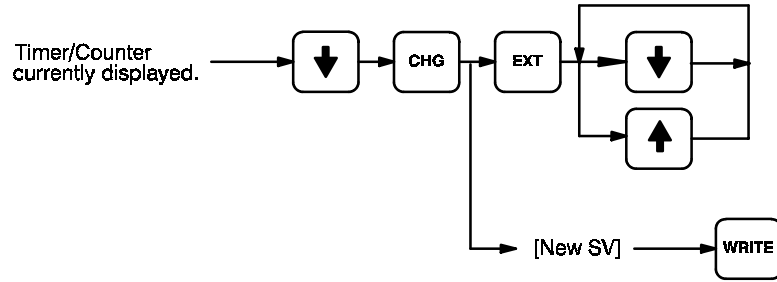 Timer/Counter
currently displayed.
CHG
EXT
[New SV]
WRITE